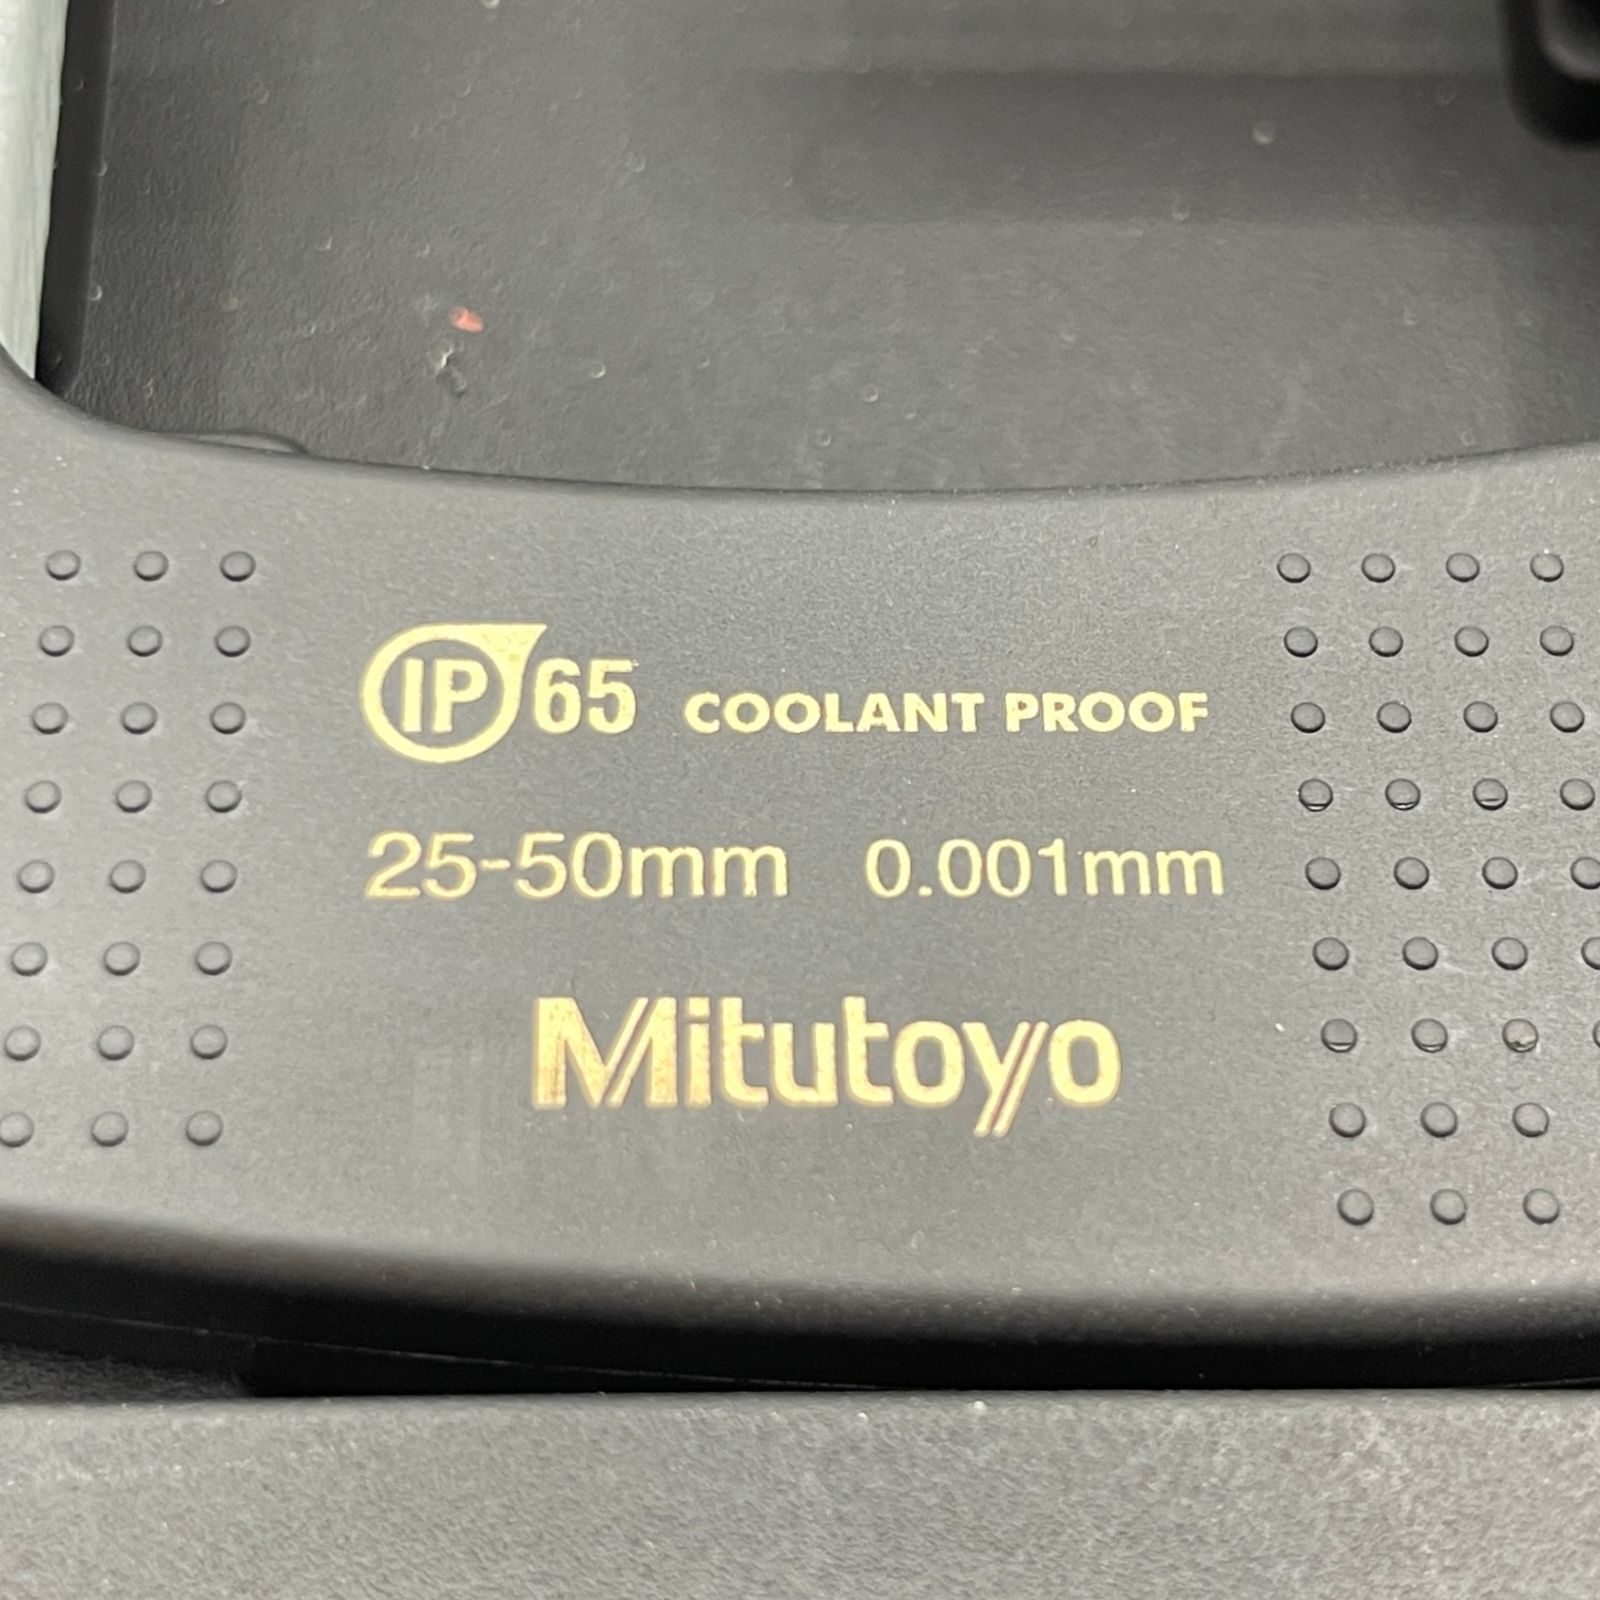 IP65 COOLANT PROOF
25-50mm 0.001mm
Mitutoyo